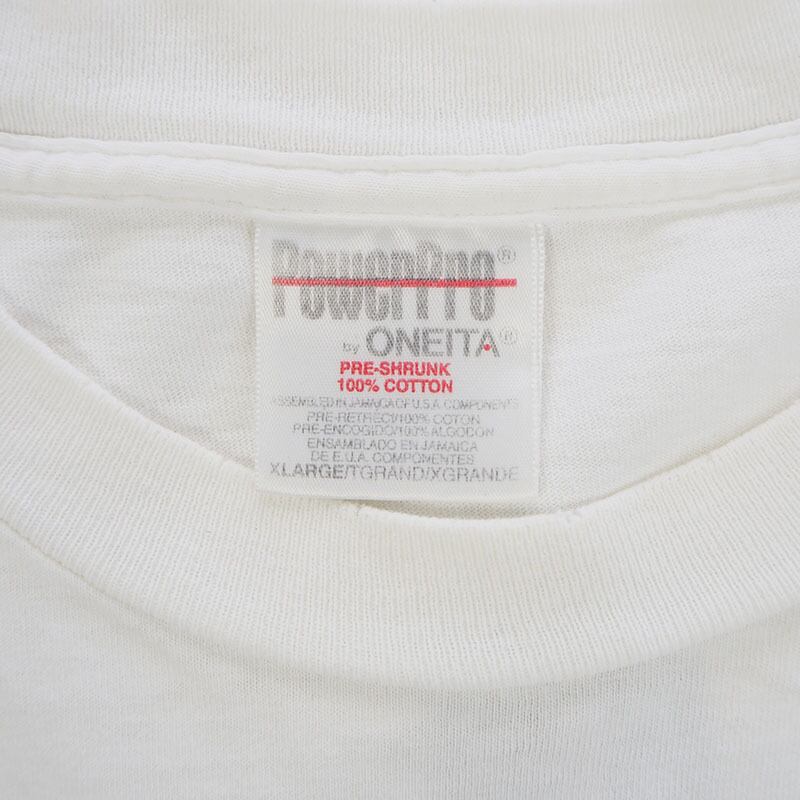 PowerPro®
by ONEITA®
PRE-SHRUNK
100% COTTON
ASSEMBLED IN JAMAICA OF U.S.A. COMPONENTS
PRE-RETRECI/100% COTON
PRE-ENCOGIDO/100% ALGODON
ENSAMBLADO EN JAMAICA
DE E.U.A. COMPONENTES
XLARGE/TGRAND/XGRANDE